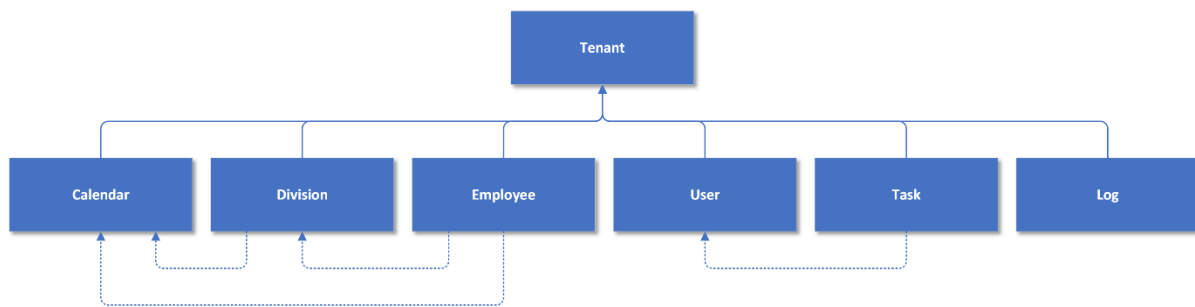 Tenant
Calendar
Division
Employee
User
Task
Log